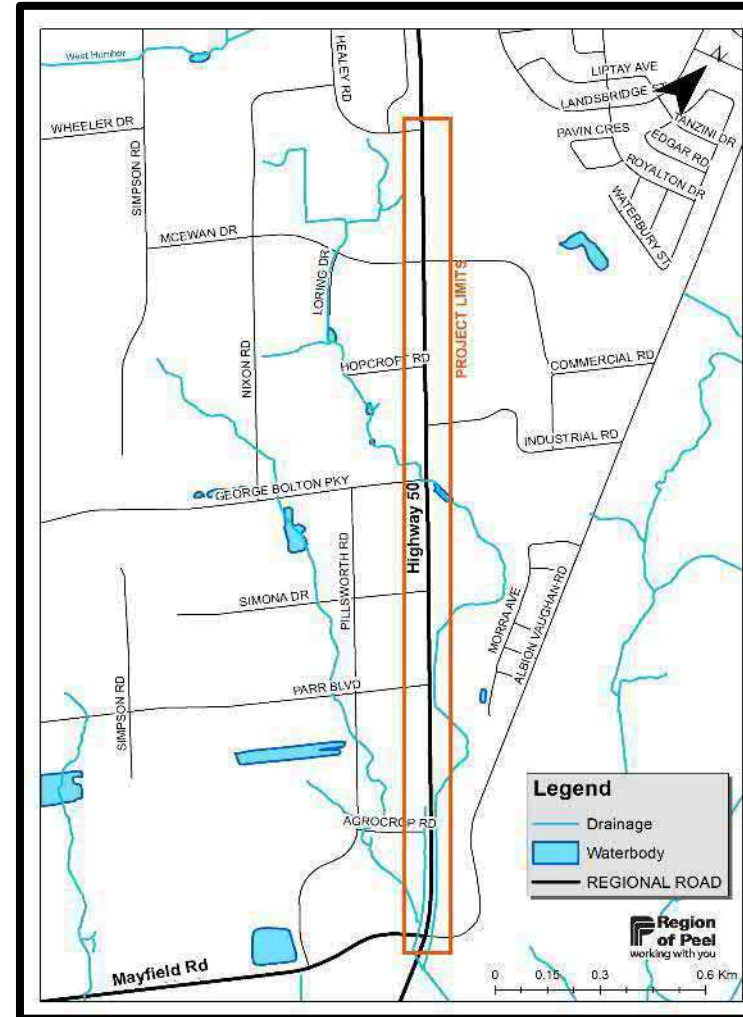 West Humber
HEALEY RD
WHEELER DR
SIMPSON RD
LIPTAY AVE
LANDSBRIDGE ST
N
TANZINI DR
PAVIN CRES
EDGAR RD
ROYALTON DR
WATERBURY ST
MCEWAN DR
LORING DR
PROJECT LIMITS
NIXON RD
HOPCROFT RD
COMMERCIAL RD
INDUSTRIAL RD
GEORGE BOLTON PKY
Highway 50
PILLSWORTH RD
SIMONA DR
MORRA AVE
ALBION VAUGHAN RD
PARR BLVD
SIMPSON RD
AGROCROP RD
Mayfield Rd
Legend
Drainage
Waterbody
REGIONAL ROAD
Region
of Peel
working with you
0 0.15 0.3 0.6 Km